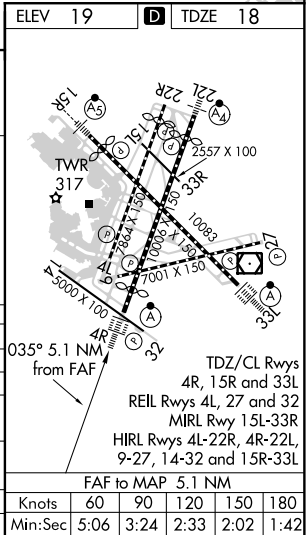 ELEV 19
D
TDZE 18
15R
A5
P
15L
22R
22L
A4
P
P
2557 X 100
TWR
317
33R
P
7864 X 150
10006 X 150
10083
27
P
4L
9
P
7001 X 150
14
5000 X 100
A
33L
A
4R
P
32
035° 5.1 NM
from FAF
TDZ/CL Rwys
4R, 15R and 33L
REIL Rwys 4L, 27 and 32
MIRL Rwy 15L-33R
HIRL Rwys 4L-22R, 4R-22L,
9-27, 14-32 and 15R-33L
FAF to MAP 5.1 NM
Knots 60 90 120 150 180
Min:Sec 5:06 3:24 2:33 2:02 1:42